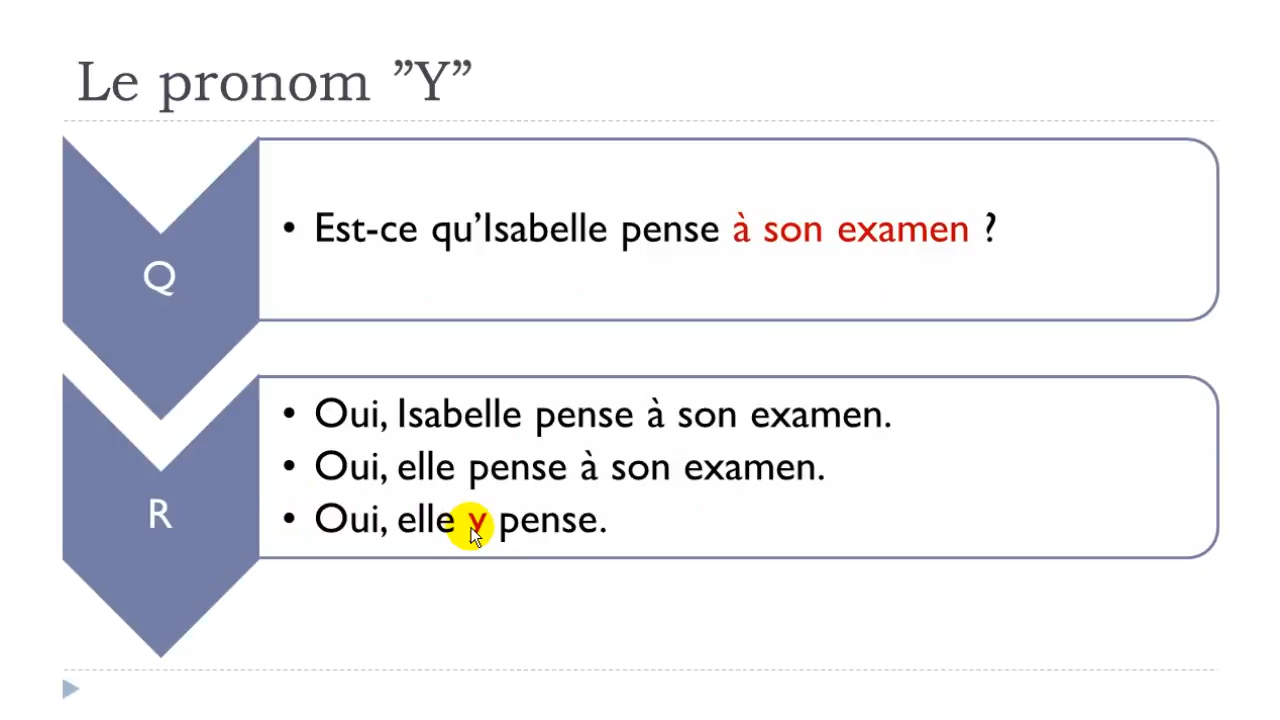 Le pronom ”Y”
Q
• Est-ce qu’Isabelle pense à son examen ?
R
• Oui, Isabelle pense à son examen.
• Oui, elle pense à son examen.
• Oui, elle y pense.